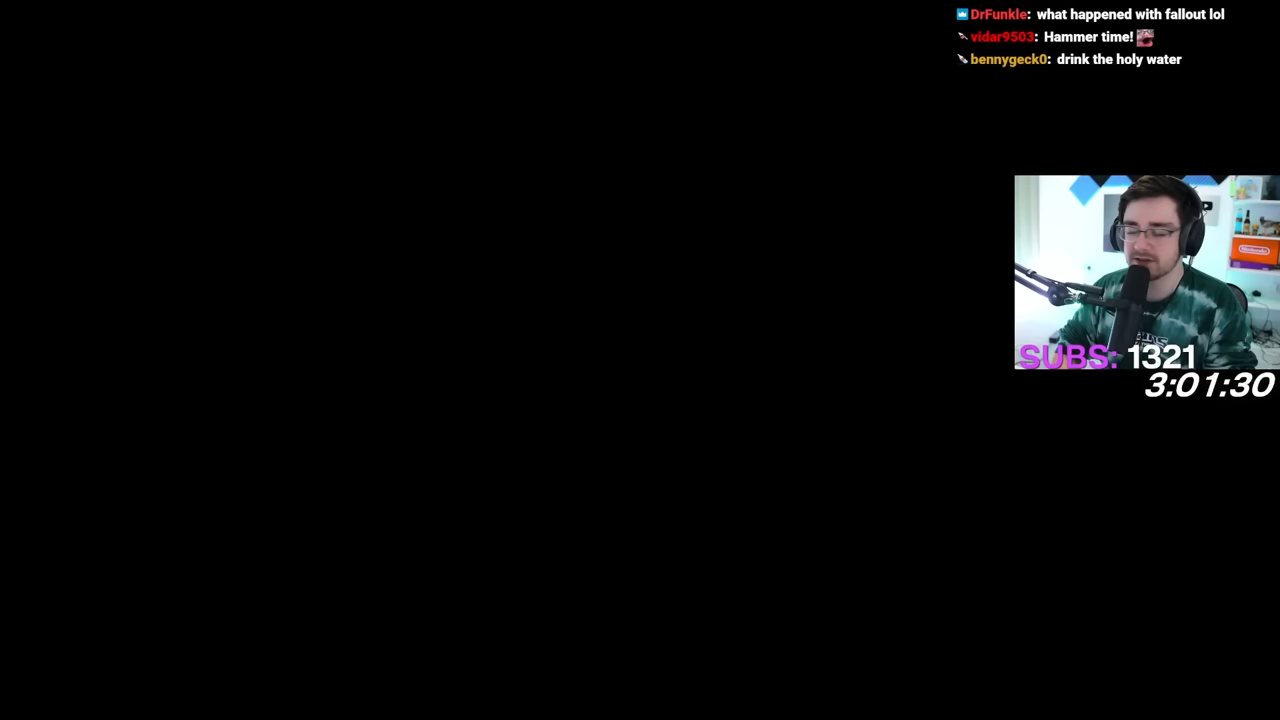 DrFunkle: what happened with fallout lol
vidar9503: Hammer time!
bennygeck0: drink the holy water
Nintendo
SUBS: 1321
3:01:30